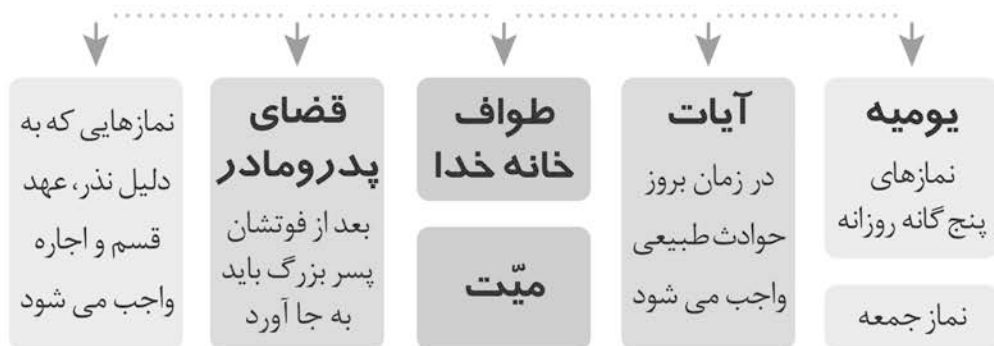 یومیه
نمازهای
پنج گانه روزانه
نماز جمعه
آیات
در زمان بروز
حوادث طبیعی
واجب می شود
طواف
خانه خدا
میّت
قضای
پدرومادر
بعد از فوتشان
پسر بزرگ باید
به جا آورد
نمازهایی که به
دلیل نذر، عهد
قسم و اجاره
واجب می شود